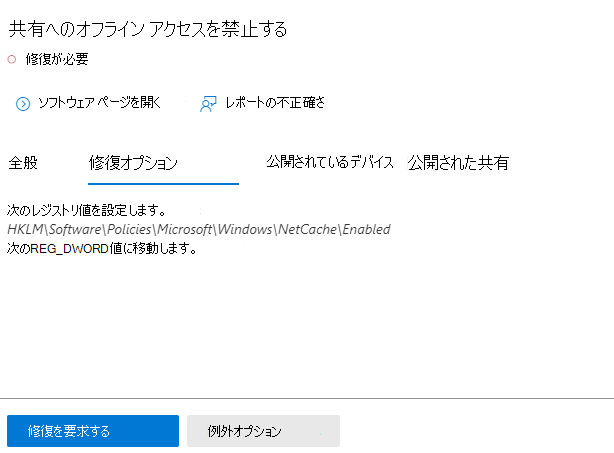 共有へのオフライン アクセスを禁止する
修復が必要
ソフトウェア ページを開く レポートの不正確さ
全般 修復オプション 公開されているデバイス 公開された共有
次のレジストリ値を設定します。
HKLM\Software\Policies\Microsoft\Windows\NetCache\Enabled
次のREG_DWORD値に移動します。
修復を要求する 例外オプション